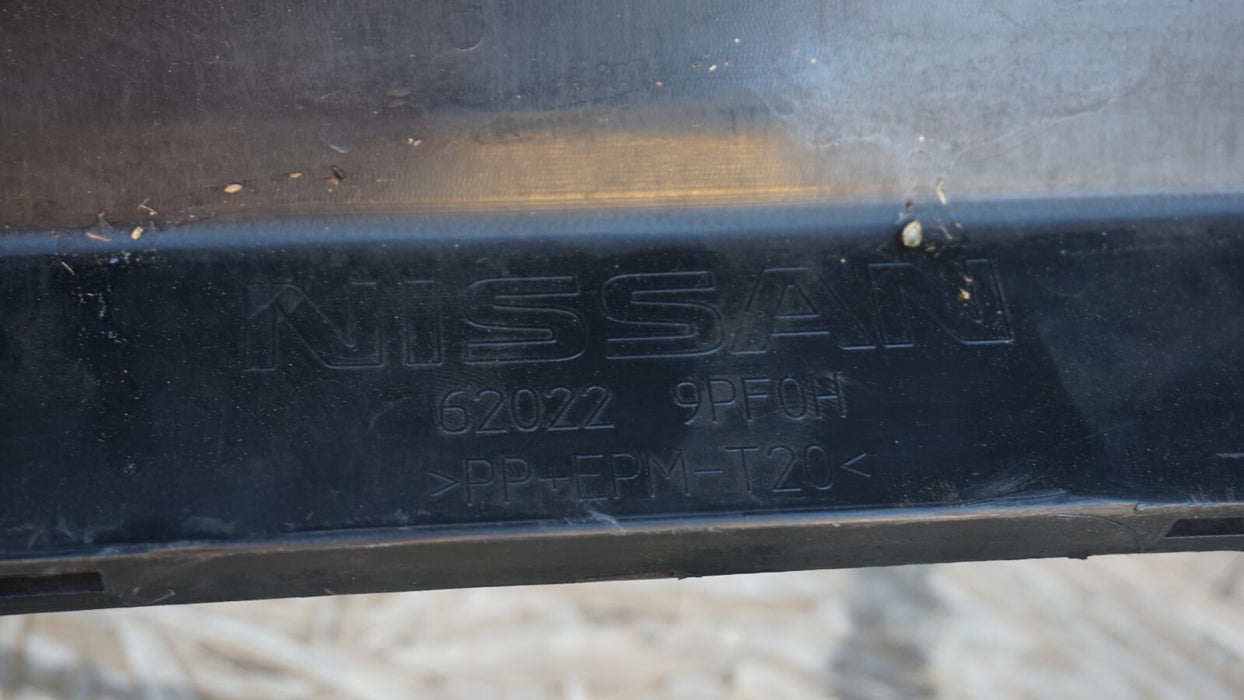 NISSAN
62022 9PF0H
>PP+EPM-T20<